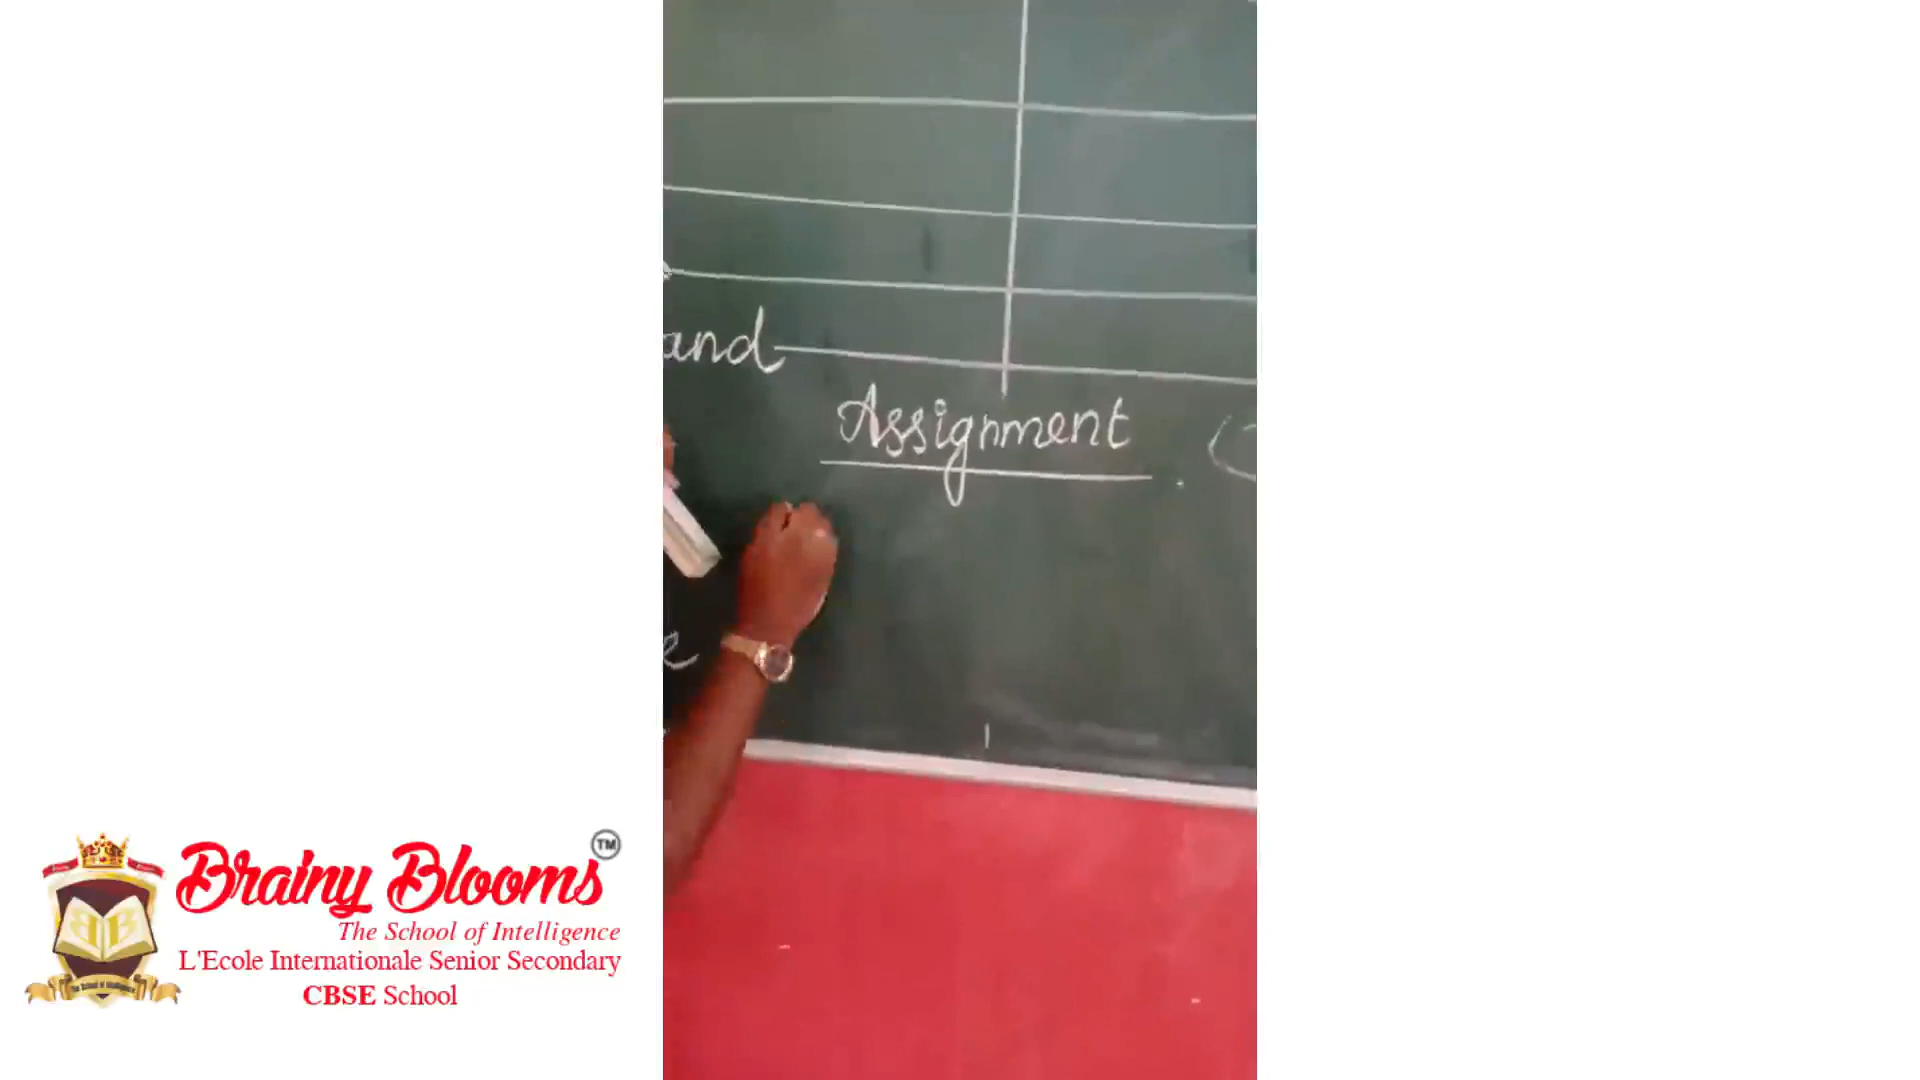 and
Assignment
Brainy Blooms TM
The School of Intelligence
L'Ecole Internationale Senior Secondary
CBSE School